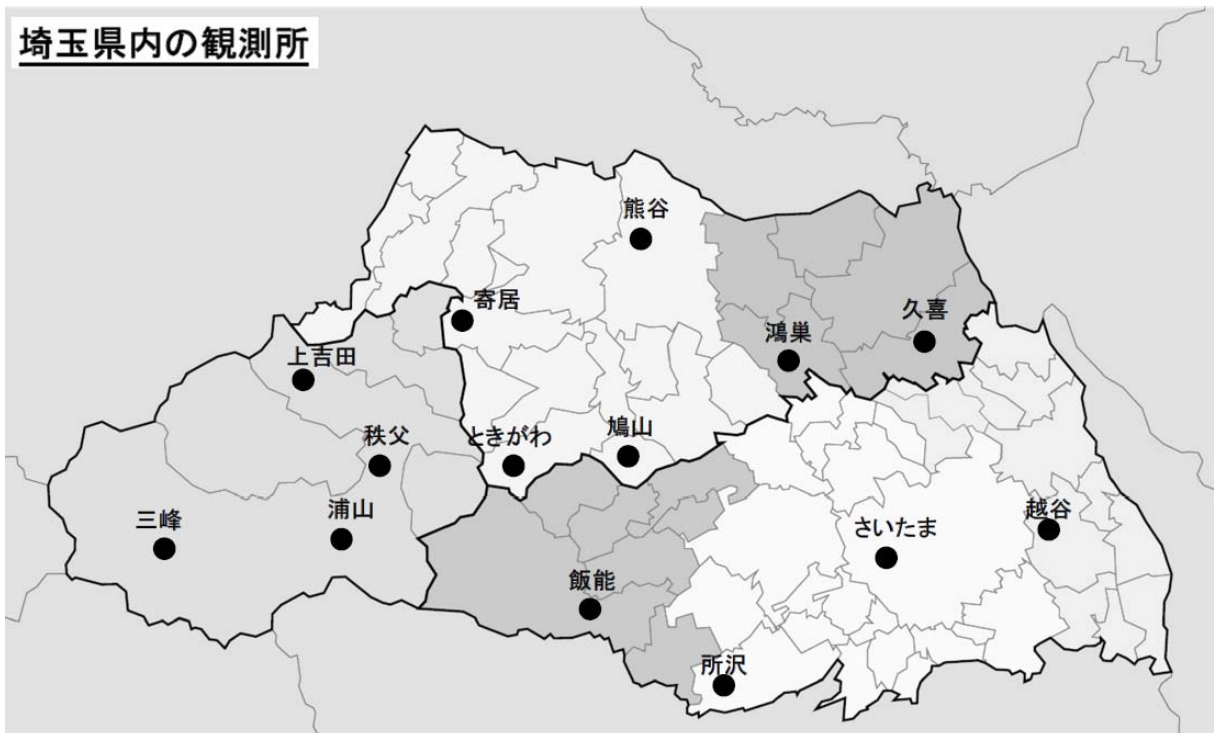 埼玉県内の観測所
熊谷
寄居
久喜
鴻巣
上吉田
ときがわ
鳩山
秩父
三峰
浦山
さいたま
越谷
飯能
所沢